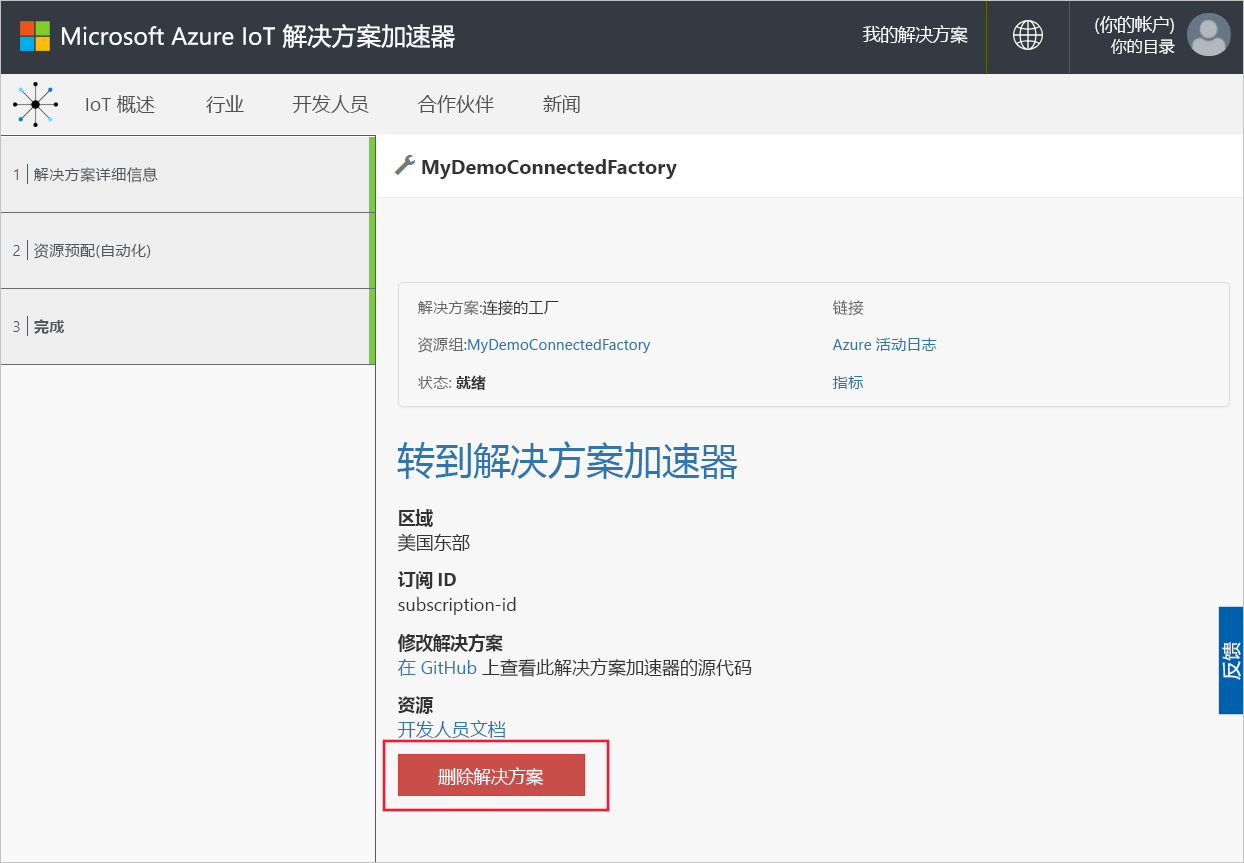 Microsoft Azure IoT 解决方案加速器
我的解决方案
(你的帐户)
你的目录
IoT 概述
行业
开发人员
合作伙伴
新闻
1 解决方案详细信息
2 资源预配(自动化)
3 完成
MyDemoConnectedFactory
解决方案:连接的工厂
链接
资源组:MyDemoConnectedFactory
Azure 活动日志
状态: 就绪
指标
转到解决方案加速器
区域
美国东部
订阅 ID
subscription-id
修改解决方案
在 GitHub 上查看此解决方案加速器的源代码
资源
开发人员文档
删除解决方案
反馈